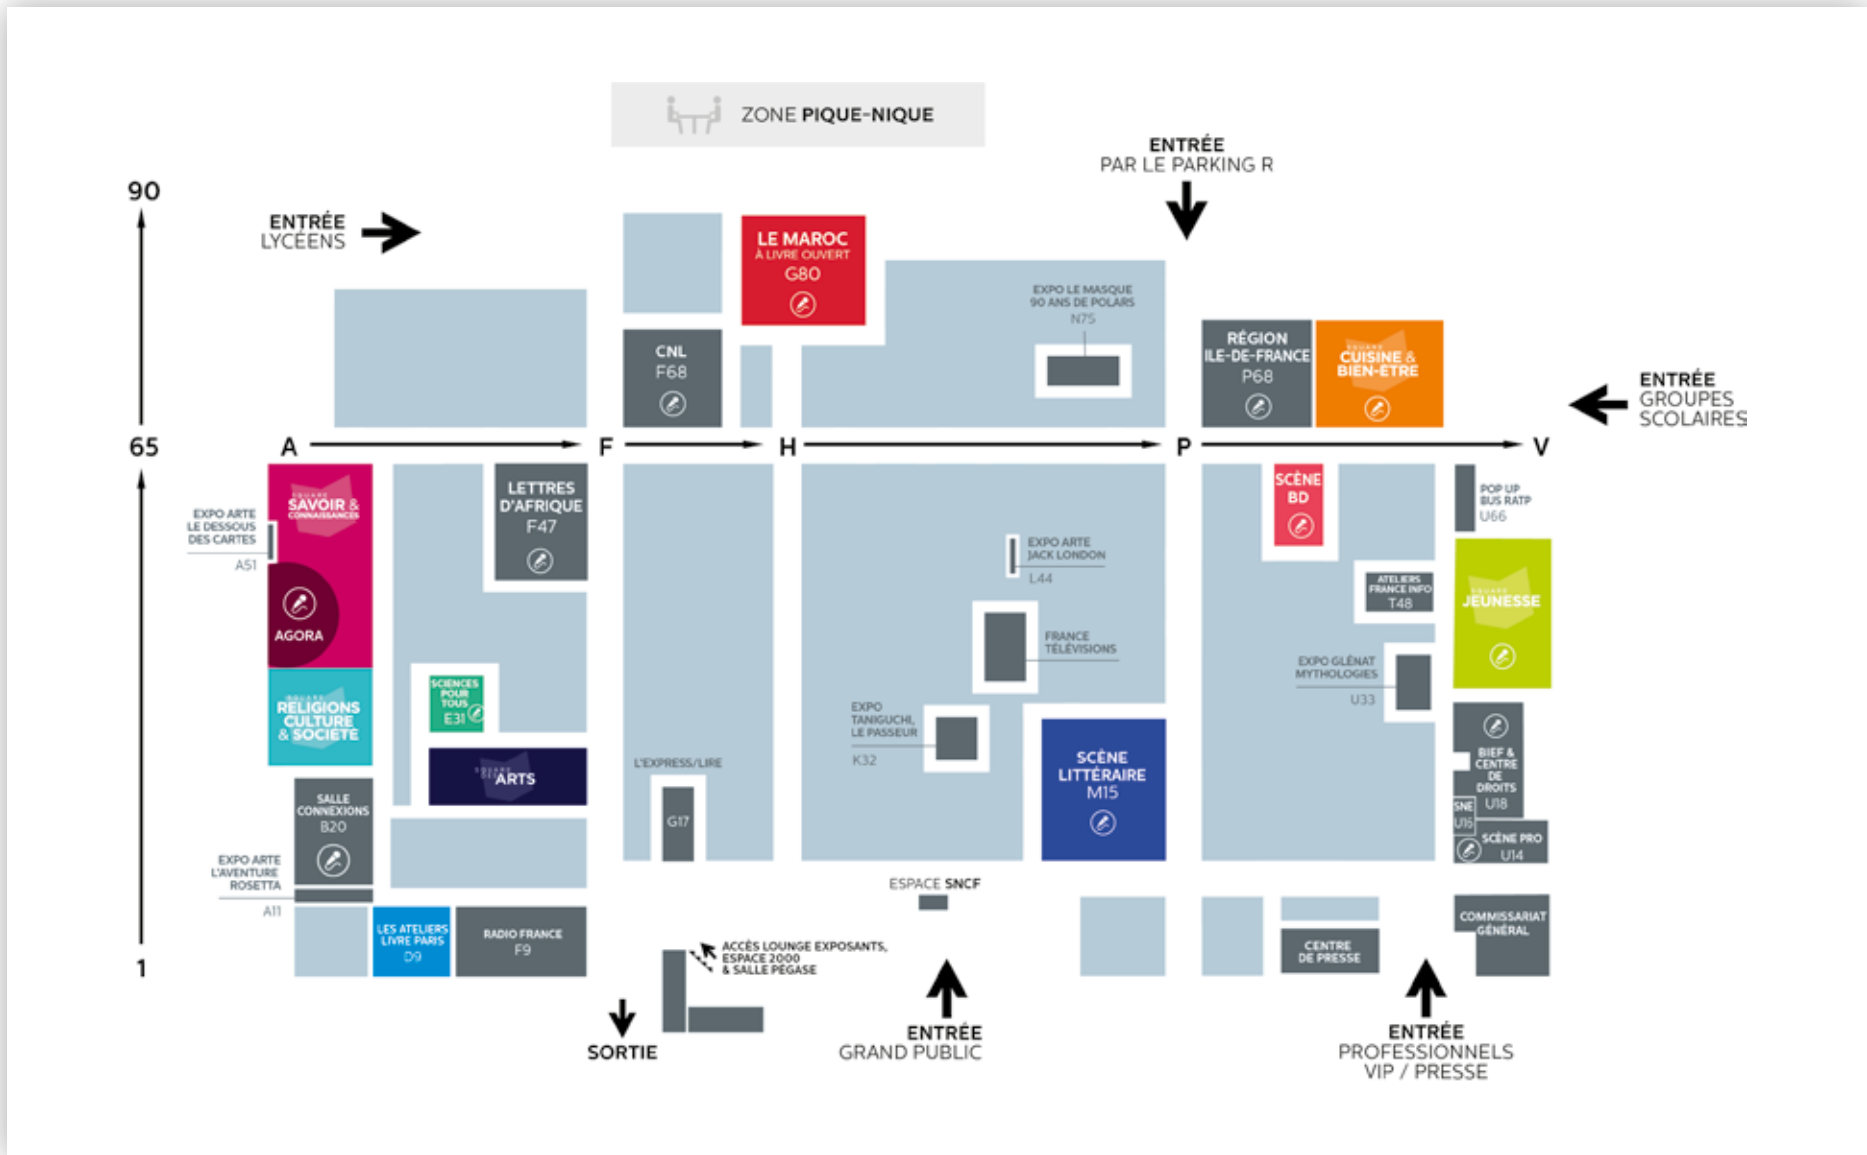 ZONE PIQUE-NIQUE
ENTRÉE
PAR LE PARKING R
90
ENTRÉE
LYCÉENS
LE MAROC
À LIVRE OUVERT
G80
EXPO LE MASQUE
90 ANS DE POLARS
N75
CNL
F68
RÉGION
ILE-DE-FRANCE
P68
SQUARE
CUISINE &
BIEN-ETRE
ENTRÉE
GROUPES
SCOLAIRES
65
A
F
H
P
V
SQUARE
SAVOIR &
CONNAISSANCES
LETTRES
D'AFRIQUE
F47
SCÈNE
BD
POP UP
BUS RATP
U66
EXPO ARTE
LE DESSOUS
DES CARTES
A51
EXPO ARTE
JACK LONDON
L44
ATELIERS
FRANCE INFO
T48
SQUARE
JEUNESSE
AGORA
FRANCE
TÉLÉVISIONS
EXPO GLÉNAT
MYTHOLOGIES
U33
SCIENCES
POUR
TOUS
E31
SQUARE
RELIGIONS
CULTURE
& SOCIÉTÉ
EXPO
TANIGUCHI,
LE PASSEUR
K32
SCÈNE
LITTÉRAIRE
M15
BIEF &
CENTRE
DE
DROITS
U18
SQUARE
DES ARTS
L'EXPRESS/LIRE
G17
SALLE
CONNEXIONS
B20
SNE
U16
SCÈNE PRO
U14
EXPO ARTE
L'AVENTURE
ROSETTA
A11
ESPACE SNCF
LES ATELIERS
LIVRE PARIS
D9
RADIO FRANCE
F9
COMMISSARIAT
GÉNÉRAL
CENTRE
DE PRESSE
ACCÈS LOUNGE EXPOSANTS,
ESPACE 2000
& SALLE PÉGASE
1
SORTIE
ENTRÉE
GRAND PUBLIC
ENTRÉE
PROFESSIONNELS
VIP / PRESSE